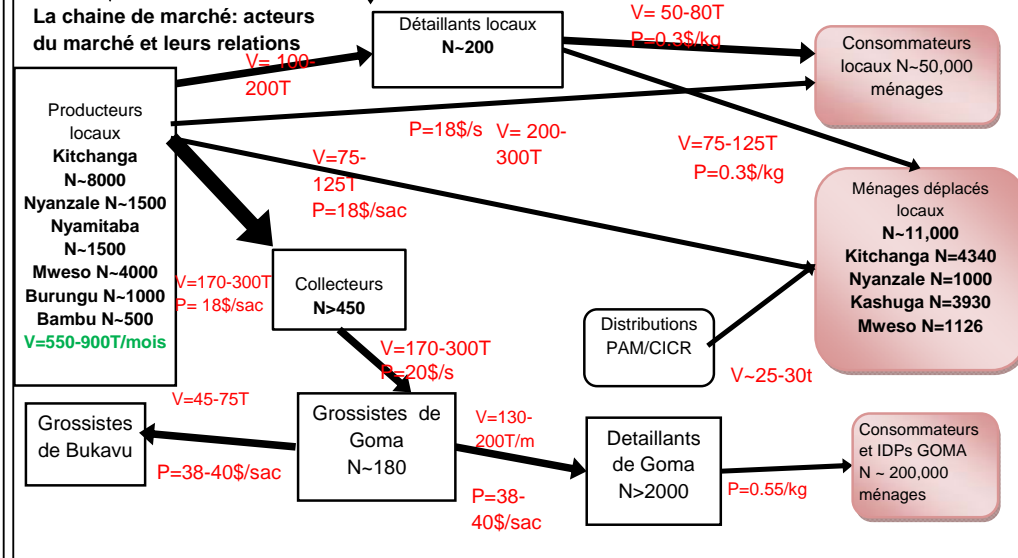 La chaine de marché: acteurs
du marché et leurs relations
Détaillants locaux
N~200
V= 50-80T
P=0.3$/kg
Consommateurs
locaux N~50,000
ménages
V= 100-
200T
Producteurs
locaux
Kitchanga
N~8000
Nyanzale N~1500
Nyamitaba
N~1500
Mweso N~4000
Burungu N~1000
Bambu N~500
V=550-900T/mois
P=18$/s V= 200-
300T
V=75-
125T
P=18$/sac
V=75-125T
P=0.3$/kg
Ménages déplacés
locaux
N~11,000
Kitchanga N=4340
Nyanzale N=1000
Kashuga N=3930
Mweso N=1126
V=170-300T
P= 18$/sac
Collecteurs
N>450
Distributions
PAM/CICR
V~25-30t
V=170-300T
P=20$/s
Grossistes
de Bukavu
V=45-75T
P=38-40$/sac
Grossistes de
Goma
N~180
V=130-
200T/m
P=38-
40$/sac
Detaillants
de Goma
N>2000
P=0.55/kg
Consommateurs
et IDPs GOMA
N ~ 200,000
ménages